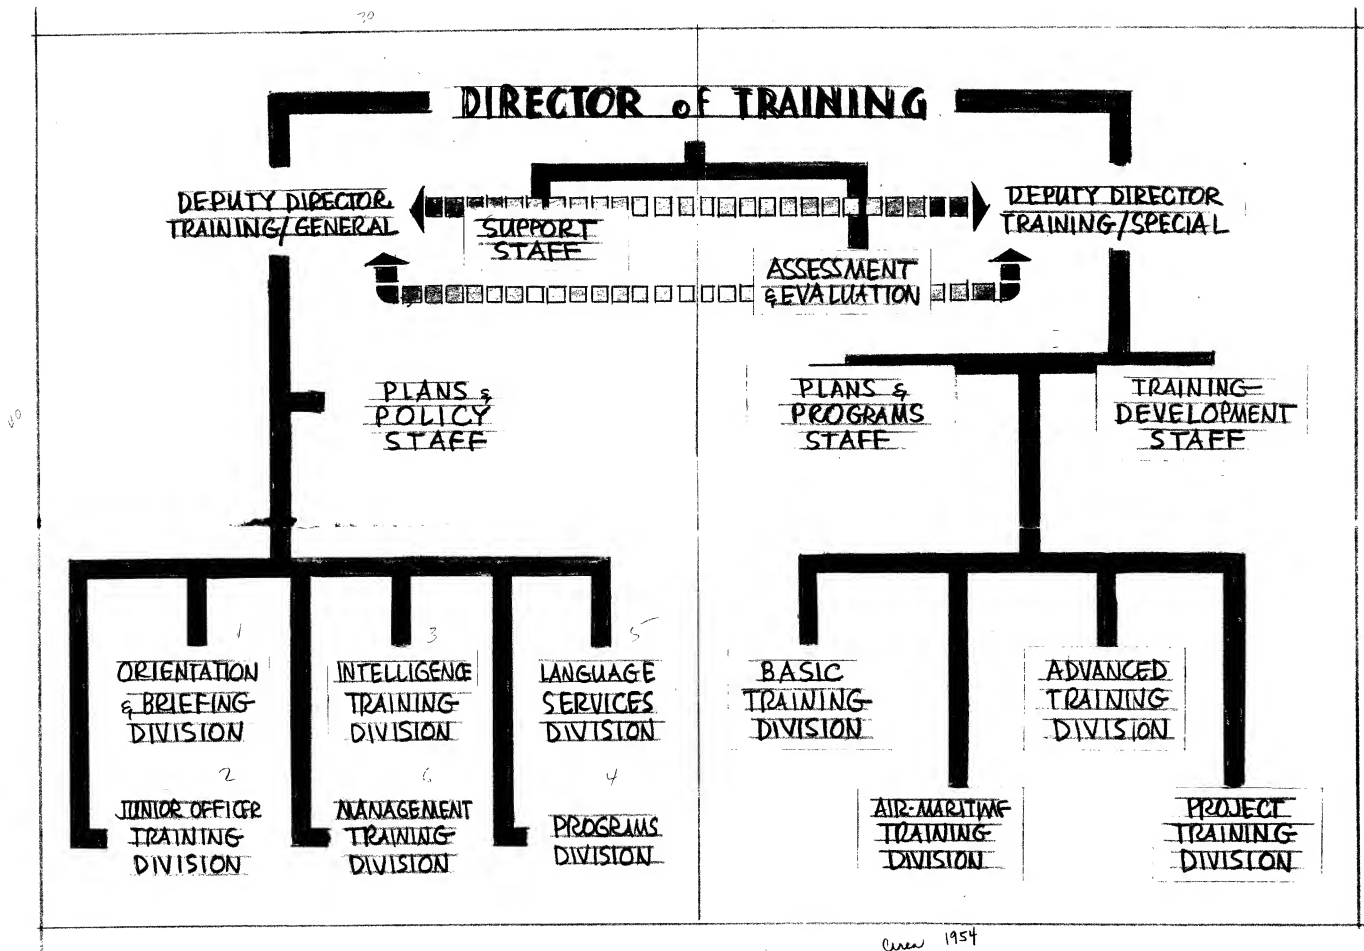 70
DIRECTOR OF TRAINING
DEPUTY DIRECTOR
TRAINING/GENERAL
SUPPORT
STAFF
ASSESSMENT
& EVALUATION
DEPUTY DIRECTOR
TRAINING/SPECIAL
PLANS &
POLICY
STAFF
PLANS &
PROGRAMS
STAFF
TRAINING
DEVELOPMENT
STAFF
1
ORIENTATION
& BRIEFING
DIVISION
3
INTELLIGENCE
TRAINING
DIVISION
5
LANGUAGE
SERVICES
DIVISION
BASIC
TRAINING
DIVISION
ADVANCED
TRAINING
DIVISION
2
JUNIOR OFFICER
TRAINING
DIVISION
6
MANAGEMENT
TRAINING
DIVISION
4
PROGRAMS
DIVISION
AIR-MARITIME
TRAINING
DIVISION
PROJECT
TRAINING
DIVISION
Circa 1954